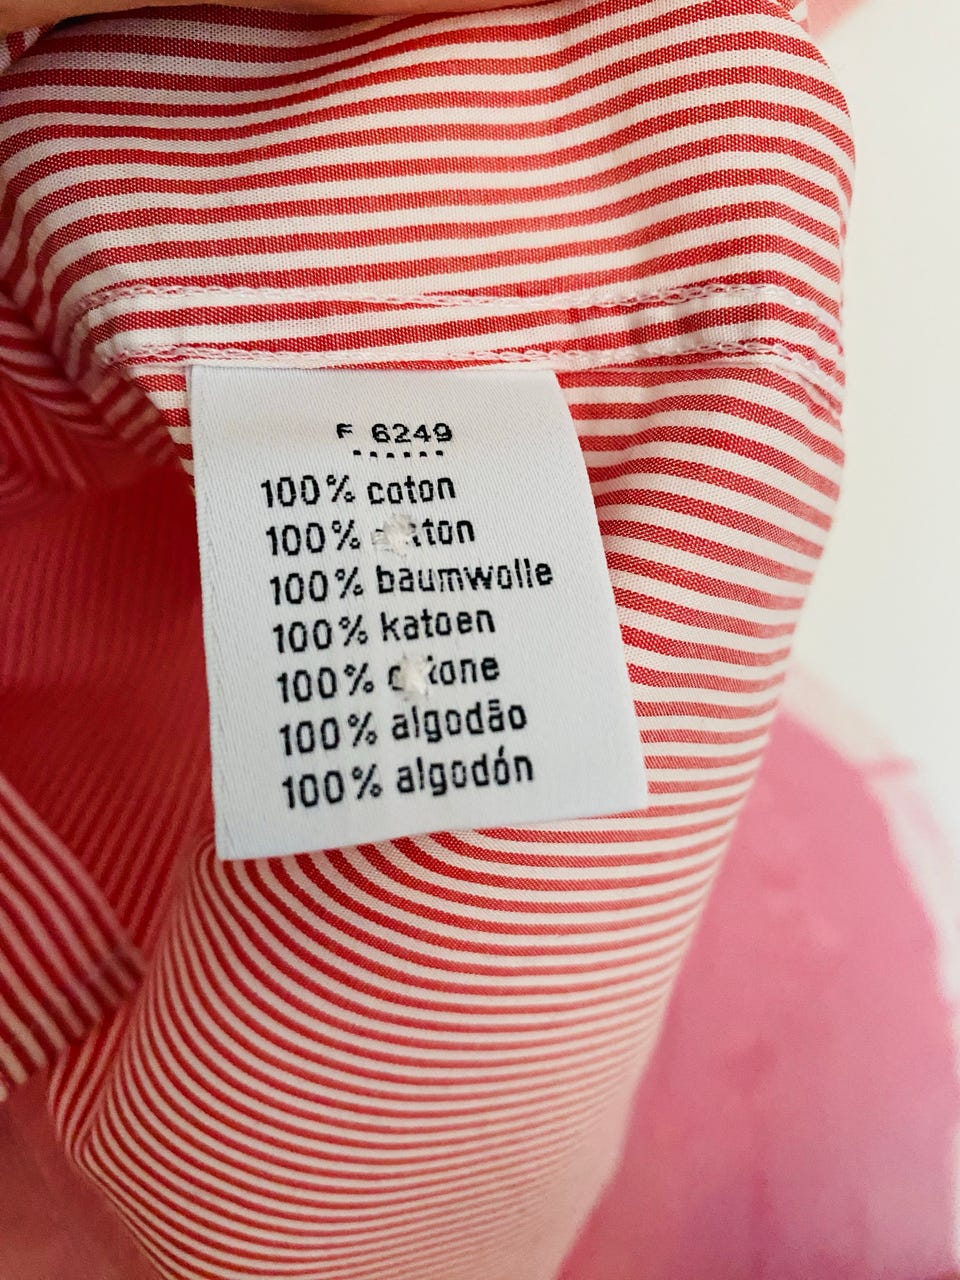 F 6249
100% coton
100%
100% baumwolle
100% katoen
100%
100% algodão
100% algodón